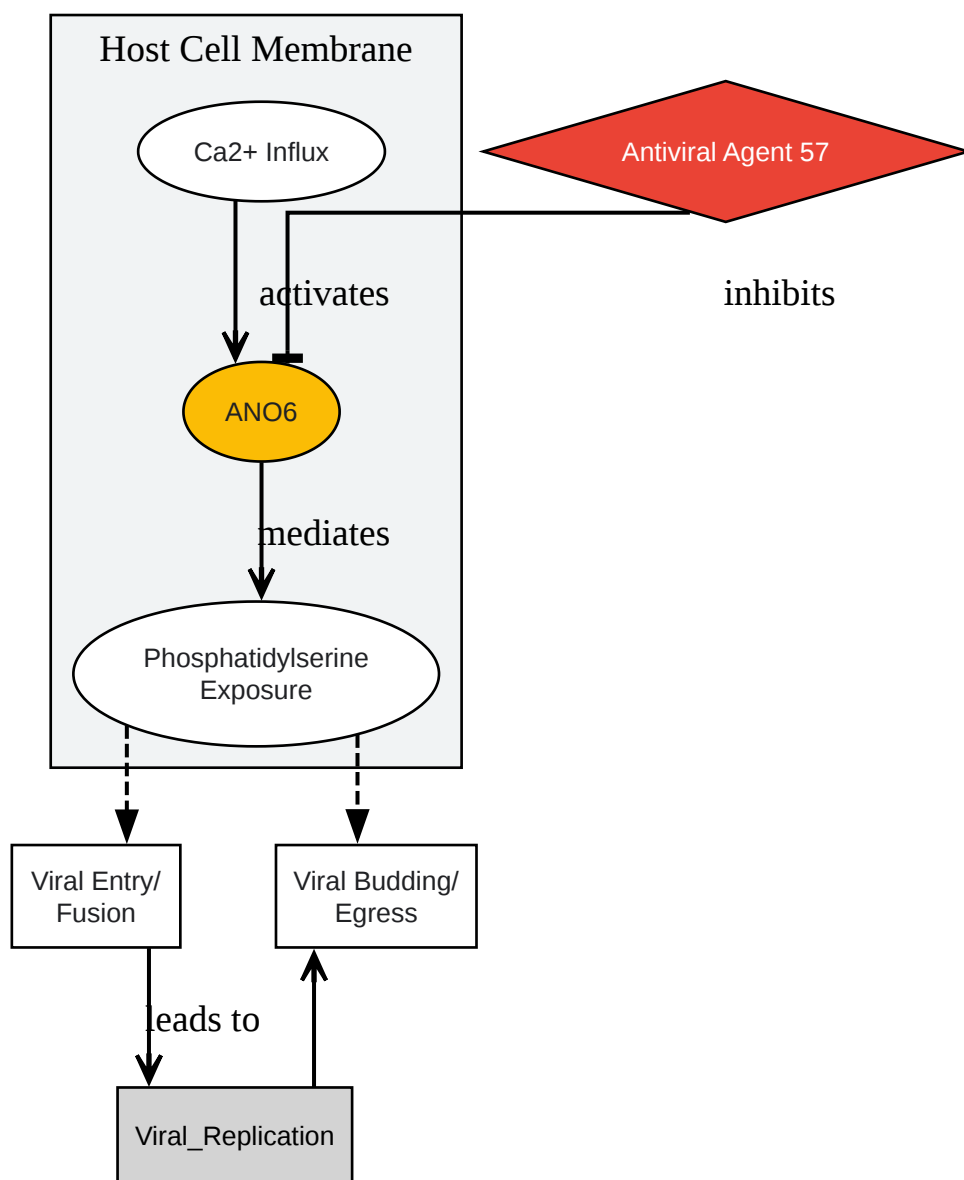 Host Cell Membrane
Ca2+ Influx
Antiviral Agent 57
activates
inhibits
ANO6
mediates
Phosphatidylserine
Exposure
Viral Entry/
Fusion
Viral Budding/
Egress
leads to
Viral_Replication